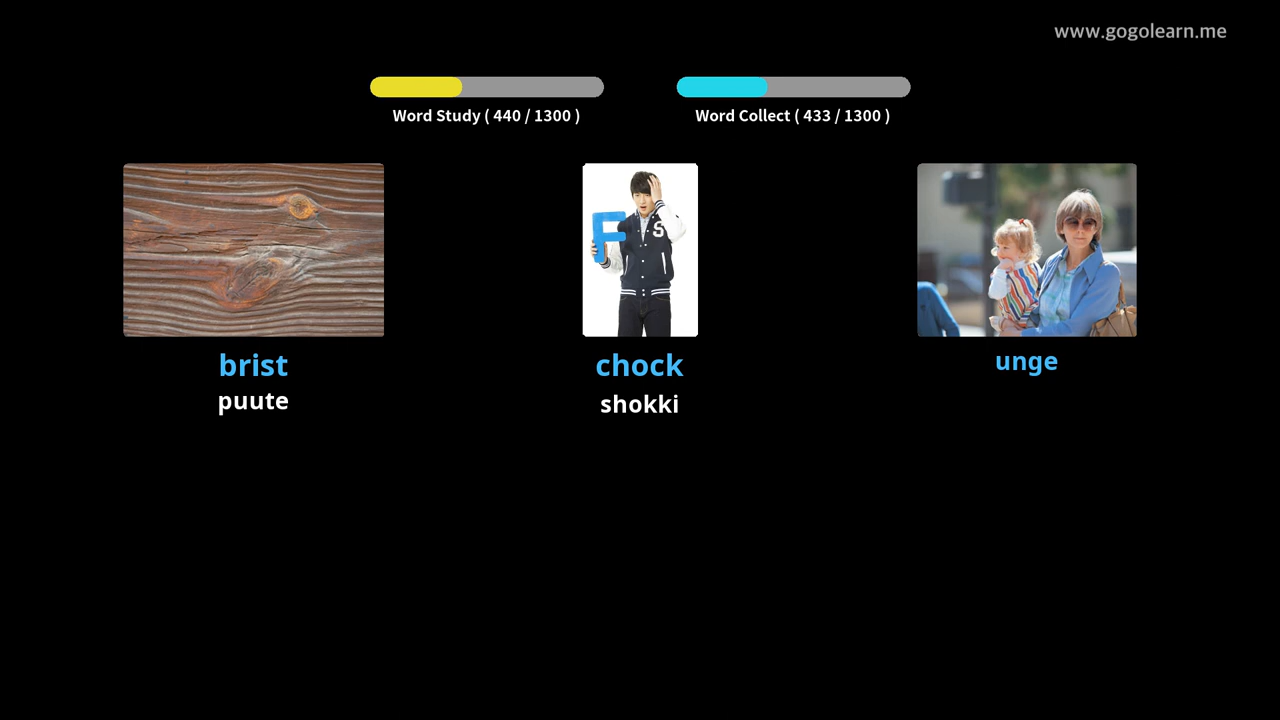 www.gogolearn.me
Word Study ( 440 / 1300 )
Word Collect ( 433 / 1300 )
F
S
brist
chock
unge
puute
shokki